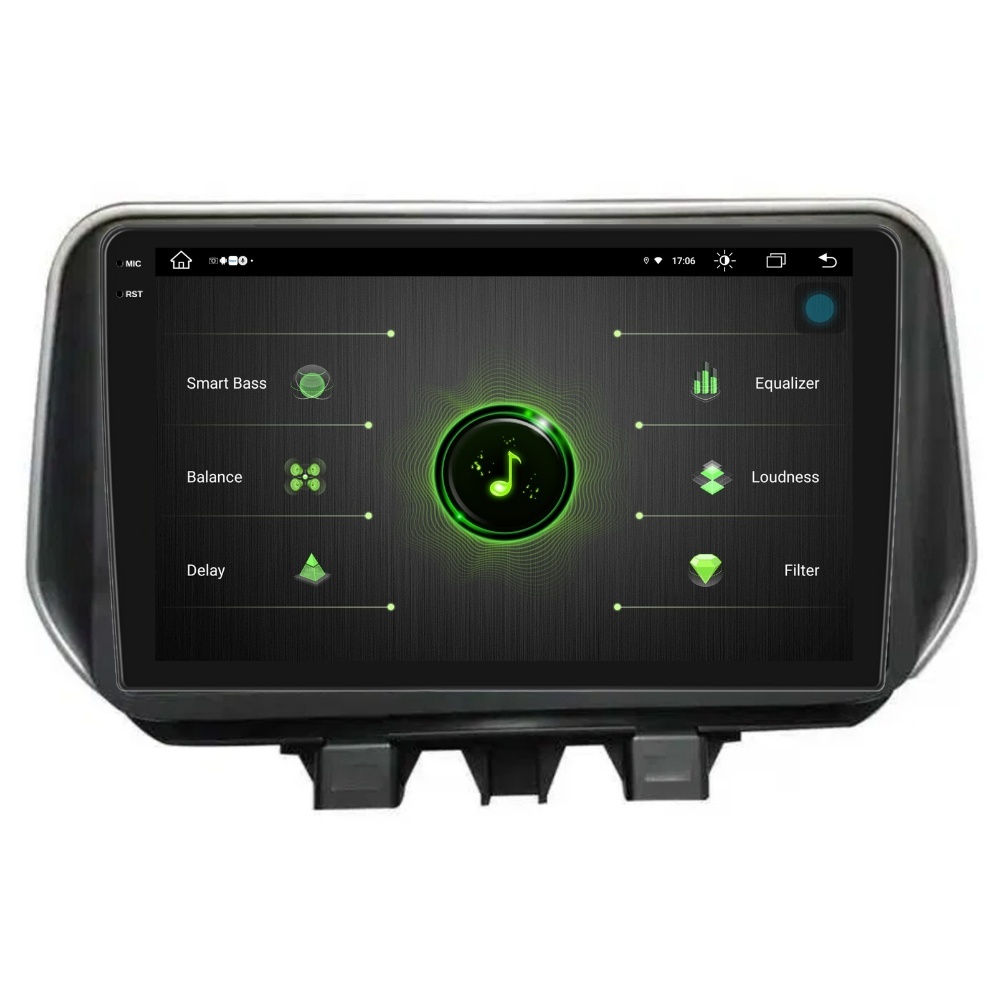 MIC
17:06
RST
Smart Bass
Equalizer
Balance
Loudness
Delay
Filter